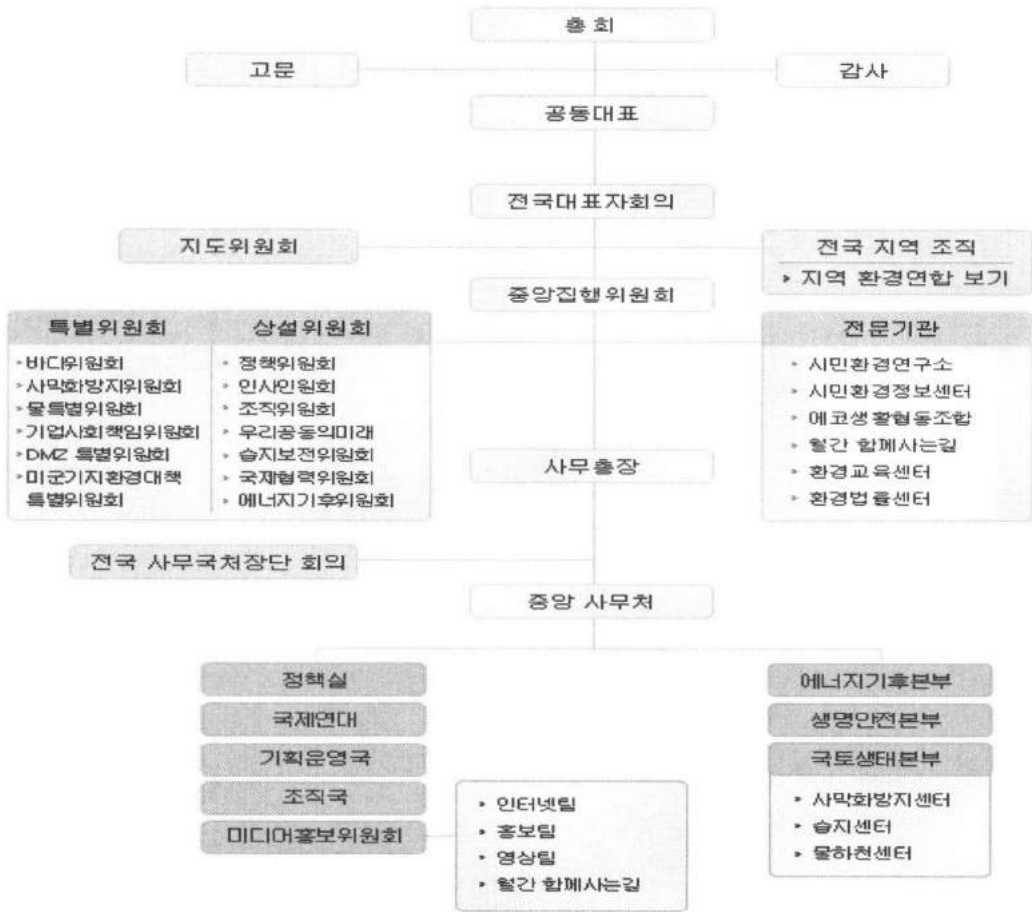 총 회
고문
감사
공동대표
전국대표자회의
지도위원회
전국 지역 조직
▸ 지역 환경연합 보기
중앙집행위원회
특별위원회
▸바다위원회
▸사막화방지위원회
▸물특별위원회
▸기업사회책임위원회
▸DMZ 특별위원회
▸미군기지환경대책
특별위원회
상설위원회
▸ 정책위원회
▸ 인사인원회
▸ 조직위원회
▸ 우리공동의미래
▸ 습지보전위원회
▸ 국제협력위원회
▸ 에너지기후위원회
전문기관
▸ 시민환경연구소
▸ 시민환경정보센터
▸ 에코생활협동조합
▸ 월간 함께사는길
▸ 환경교육센터
▸ 환경법률센터
사무총장
전국 사무국처장단 회의
중앙 사무처
정책실
국제연대
기획운영국
조직국
미디어홍보위원회
▸ 인터넷팀
▸ 홍보팀
▸ 영상팀
▸ 월간 함께사는길
에너지기후본부
생명안전본부
국토생태본부
▸ 사막화방지센터
▸ 습지센터
▸ 물하천센터